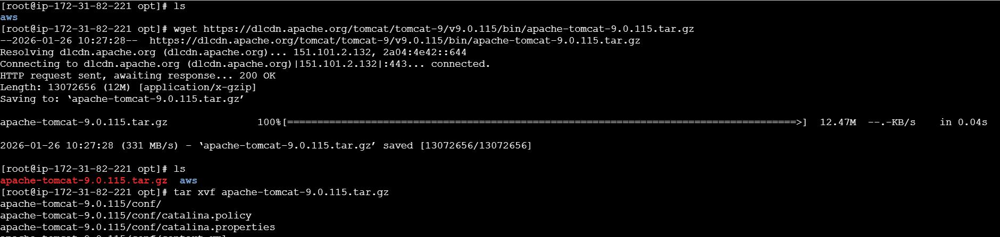 [root@ip-172-31-82-221 opt]# ls
aws
[root@ip-172-31-82-221 opt]# wget https://dlcdn.apache.org/tomcat/tomcat-9/v9.0.115/bin/apache-tomcat-9.0.115.tar.gz
--2026-01-26 10:27:28--  https://dlcdn.apache.org/tomcat/tomcat-9/v9.0.115/bin/apache-tomcat-9.0.115.tar.gz
Resolving dlcdn.apache.org (dlcdn.apache.org)... 151.101.2.132, 2a04:4e42::644
Connecting to dlcdn.apache.org (dlcdn.apache.org)|151.101.2.132|:443... connected.
HTTP request sent, awaiting response... 200 OK
Length: 13072656 (12M) [application/x-gzip]
Saving to: ‘apache-tomcat-9.0.115.tar.gz’
apache-tomcat-9.0.115.tar.gz 100%[=====================================================================================>] 12.47M --.-KB/s in 0.04s
2026-01-26 10:27:28 (331 MB/s) - ‘apache-tomcat-9.0.115.tar.gz’ saved [13072656/13072656]
[root@ip-172-31-82-221 opt]# ls
apache-tomcat-9.0.115.tar.gz  aws
[root@ip-172-31-82-221 opt]# tar xvf apache-tomcat-9.0.115.tar.gz
apache-tomcat-9.0.115/conf/
apache-tomcat-9.0.115/conf/catalina.policy
apache-tomcat-9.0.115/conf/catalina.properties